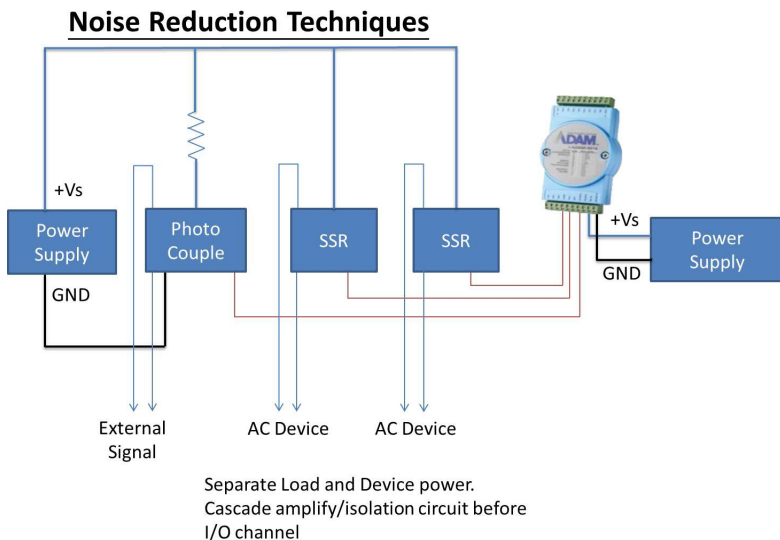 Noise Reduction Techniques
+Vs
Power
Supply
GND
Photo
Couple
SSR
SSR
ADAM
+Vs
GND
Power
Supply
External
Signal
AC Device
AC Device
Separate Load and Device power.
Cascade amplify/isolation circuit before
I/O channel